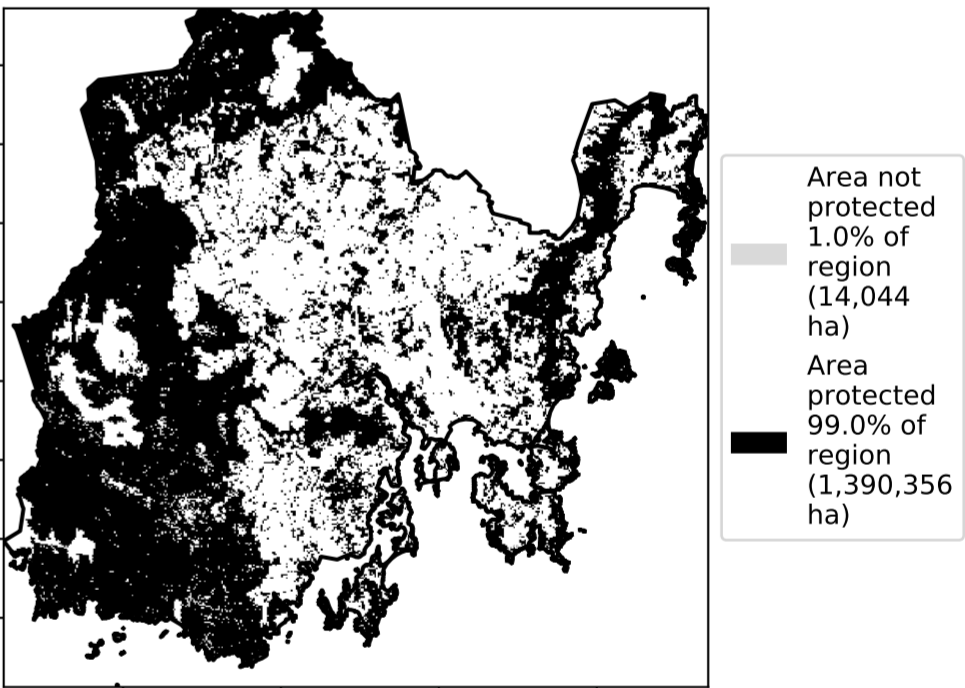 Area not
protected
1.0% of
region
(14,044
ha)
Area
protected
99.0% of
region
(1,390,356
ha)